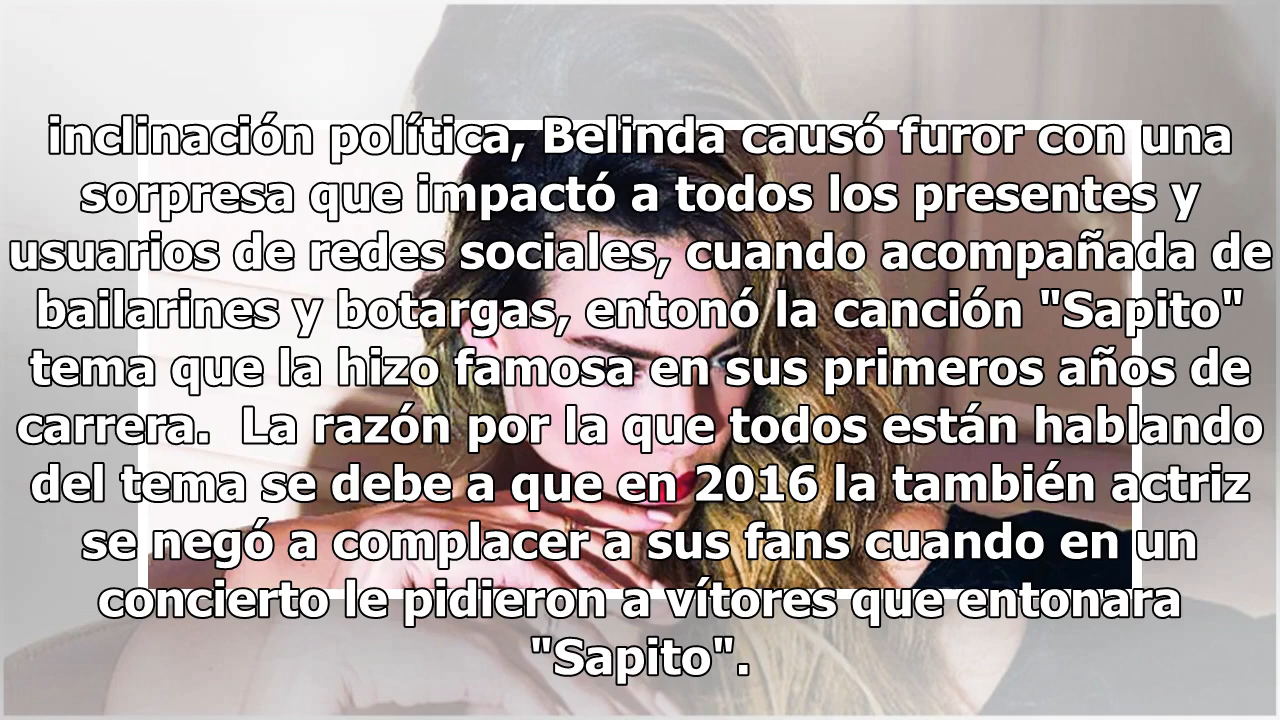 inclinación política, Belinda causó furor con una
sorpresa que impactó a todos los presentes y
usuarios de redes sociales, cuando acompañada de
bailarines y botargas, entonó la canción "Sapito"
tema que la hizo famosa en sus primeros años de
carrera.  La razón por la que todos están hablando
del tema se debe a que en 2016 la también actriz
se negó a complacer a sus fans cuando en un
concierto le pidieron a vítores que entonara
"Sapito".